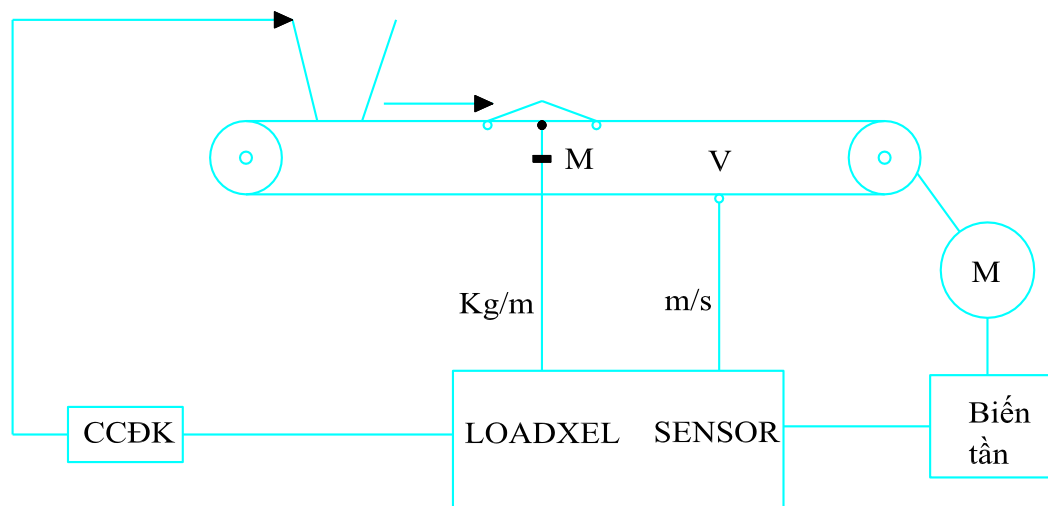 M
V
M
Kg/m
m/s
CCĐK
LOADXEL
SENSOR
Biến
tần